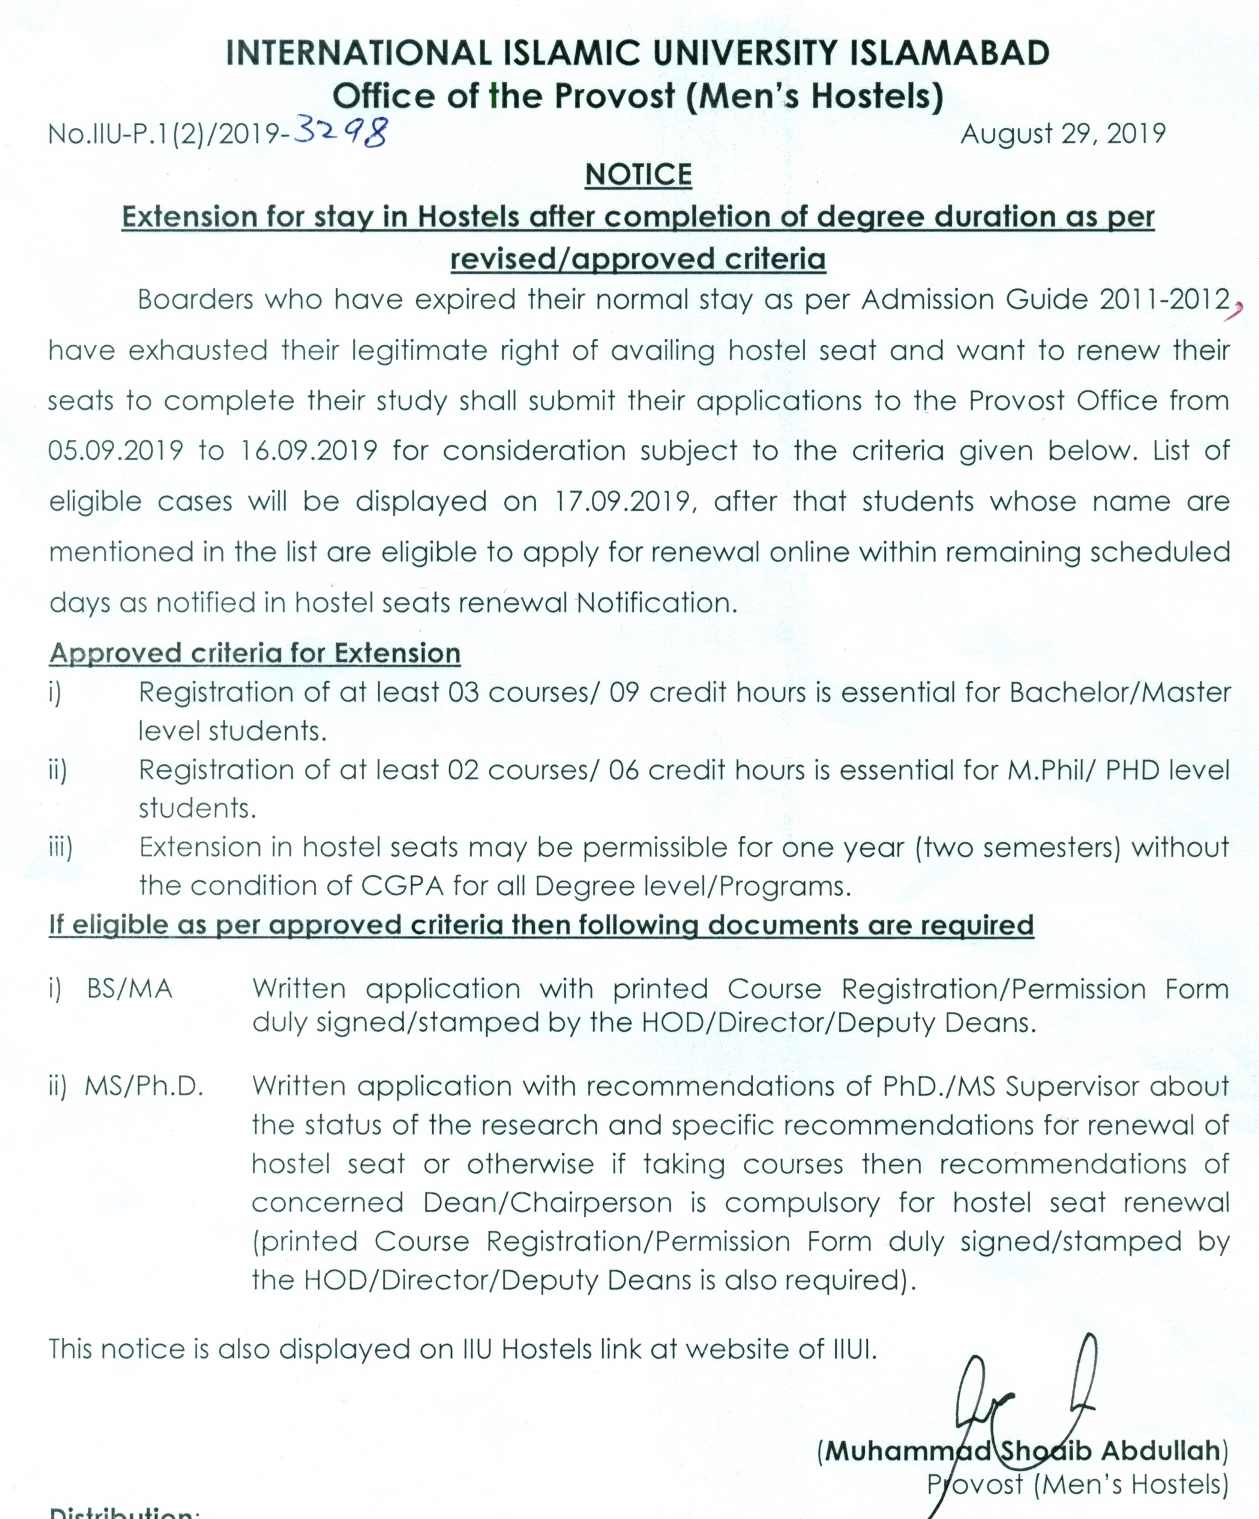 INTERNATIONAL ISLAMIC UNIVERSITY ISLAMABAD
Office of the Provost (Men's Hostels)
No.IIU-P.1(2)/2019-3298 August 29, 2019
NOTICE
Extension for stay in Hostels after completion of degree duration as per
revised/approved criteria
Boarders who have expired their normal stay as per Admission Guide 2011-2012,
have exhausted their legitimate right of availing hostel seat and want to renew their
seats to complete their study shall submit their applications to the Provost Office from
05.09.2019 to 16.09.2019 for consideration subject to the criteria given below. List of
eligible cases will be displayed on 17.09.2019, after that students whose name are
mentioned in the list are eligible to apply for renewal online within remaining scheduled
days as notified in hostel seats renewal Notification.
Approved criteria for Extension
i) Registration of at least 03 courses/ 09 credit hours is essential for Bachelor/Master
level students.
ii) Registration of at least 02 courses/ 06 credit hours is essential for M.Phil/ PHD level
students.
iii) Extension in hostel seats may be permissible for one year (two semesters) without
the condition of CGPA for all Degree level/Programs.
If eligible as per approved criteria then following documents are required
i) BS/MA Written application with printed Course Registration/Permission Form
duly signed/stamped by the HOD/Director/Deputy Deans.
ii) MS/Ph.D. Written application with recommendations of PhD./MS Supervisor about
the status of the research and specific recommendations for renewal of
hostel seat or otherwise if taking courses then recommendations of
concerned Dean/Chairperson is compulsory for hostel seat renewal
(printed Course Registration/Permission Form duly signed/stamped by
the HOD/Director/Deputy Deans is also required).
This notice is also displayed on IIU Hostels link at website of IIUI.
(Muhammad Shoaib Abdullah)
Provost (Men's Hostels)
Distribution: